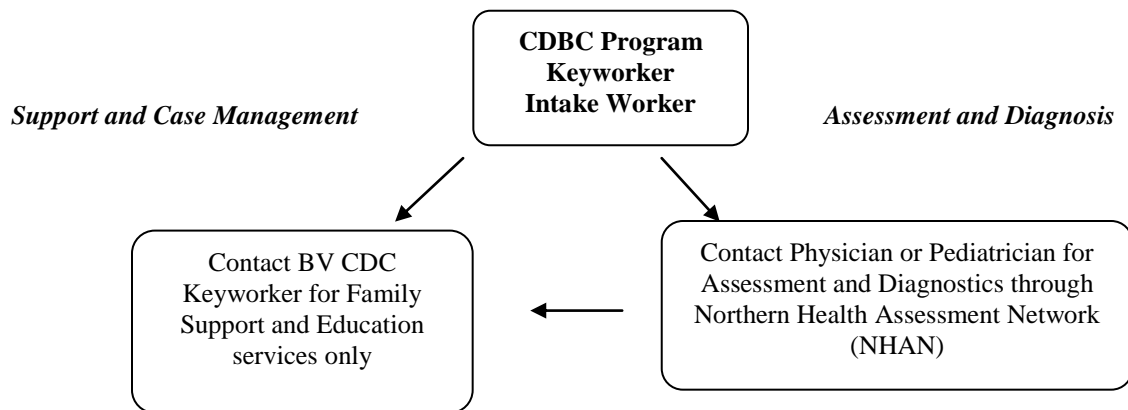 CDBC Program
Keyworker
Intake Worker
Support and Case Management
Assessment and Diagnosis
Contact BV CDC
Keyworker for Family
Support and Education
services only
Contact Physician or Pediatrician for
Assessment and Diagnostics through
Northern Health Assessment Network
(NHAN)